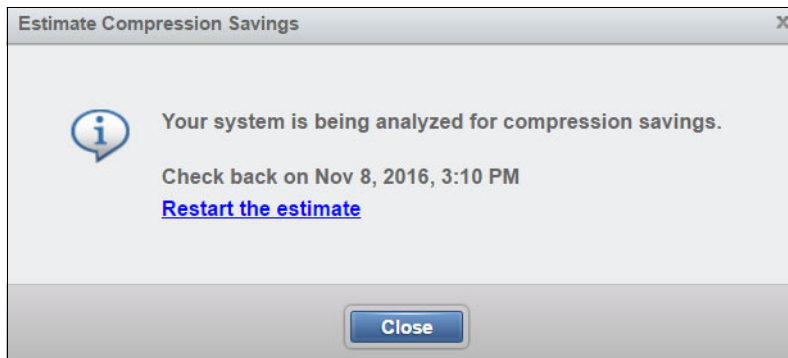 Estimate Compression Savings
Your system is being analyzed for compression savings.
Check back on Nov 8, 2016, 3:10 PM
Restart the estimate
Close